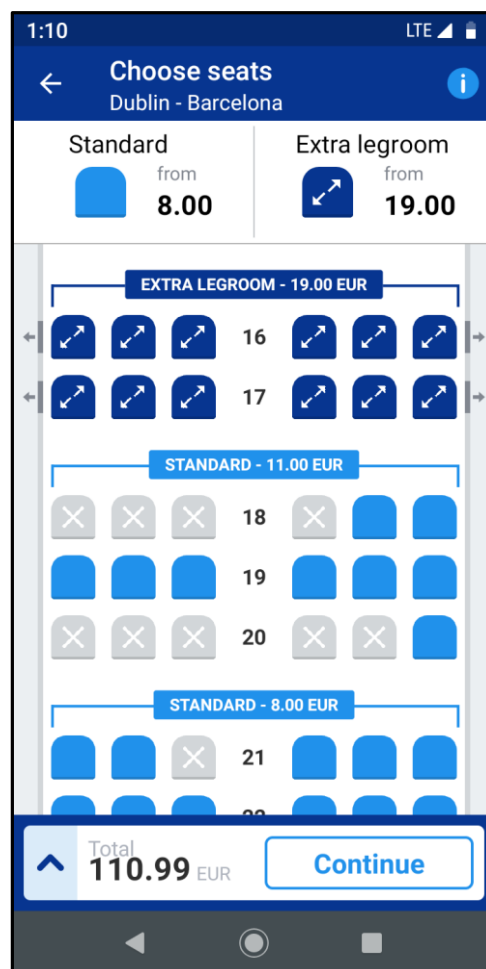 1:10 LTE
Choose seats
Dublin - Barcelona
i
Standard
from
8.00
Extra legroom
from
19.00
EXTRA LEGROOM - 19.00 EUR
16
17
STANDARD - 11.00 EUR
18
19
20
STANDARD - 8.00 EUR
21
22
Total
110.99 EUR
Continue